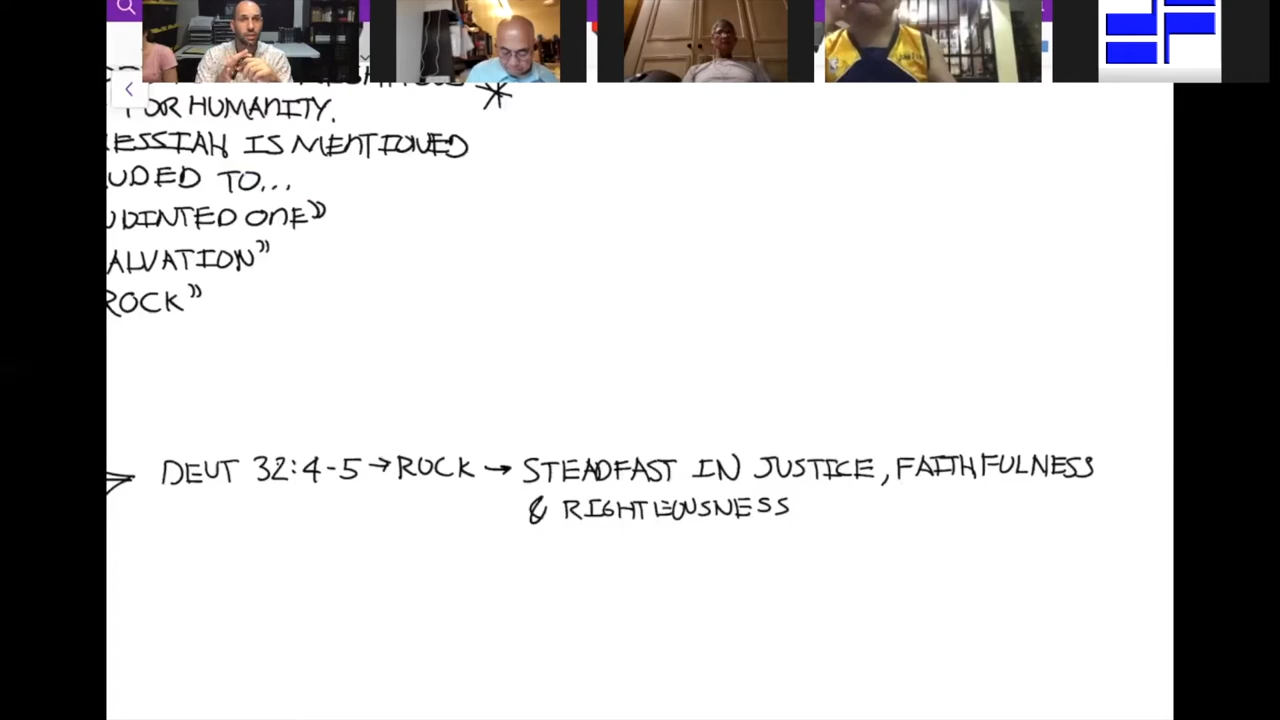 FOR HUMANITY.
ESSIAH IS MENTIONED
UDED TO...
OINTED ONE”
ALVATION”
ROCK”
DEUT 32:4-5 → ROCK → STEADFAST IN JUSTICE, FAITHFULNESS
& RIGHTEOUSNESS